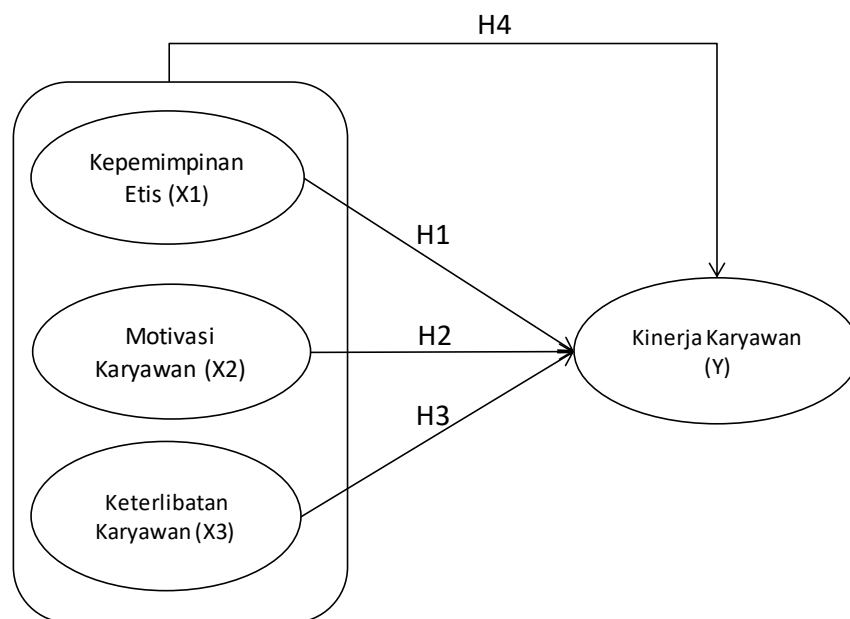 H4
Kepemimpinan
Etis (X1)
H1
Motivasi
Karyawan (X2)
H2
Kinerja Karyawan
(Y)
H3
Keterlibatan
Karyawan (X3)